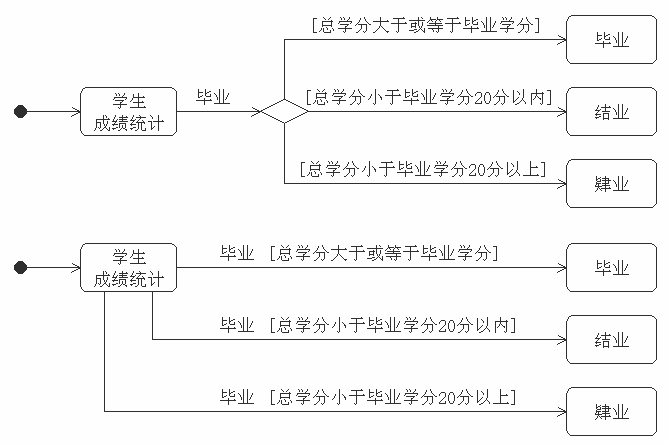 [总学分大于或等于毕业学分]
毕业
学生
成绩统计
毕业
[总学分小于毕业学分20分以内]
结业
[总学分小于毕业学分20分以上]
肄业
学生
成绩统计
毕业 [总学分大于或等于毕业学分]
毕业
毕业 [总学分小于毕业学分20分以内]
结业
毕业 [总学分小于毕业学分20分以上]
肄业